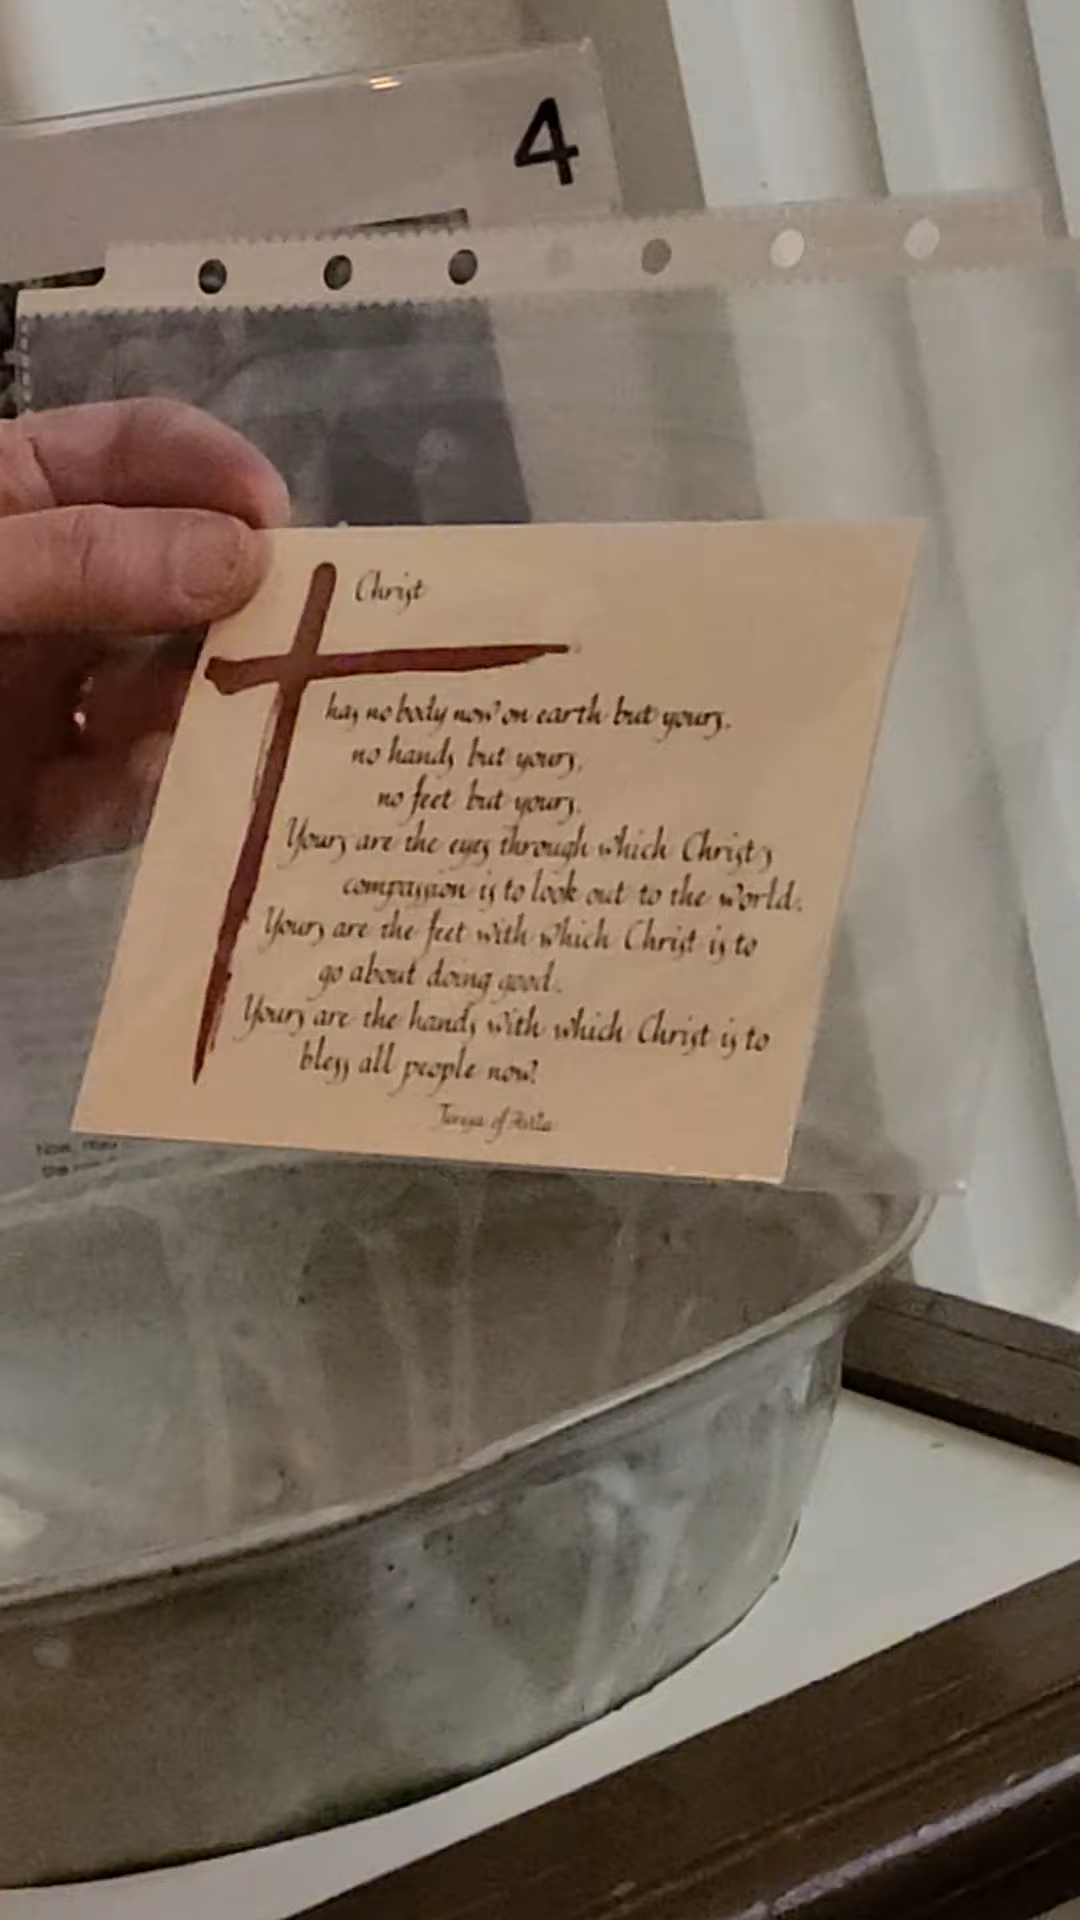 4
Christ
has no body now on earth but yours,
no hands but yours,
no feet but yours,
Yours are the eyes through which Christ's
compassion is to look out to the world.
Yours are the feet with which Christ is to
go about doing good.
Yours are the hands with which Christ is to
bless all people now.
Teresa of Avila
Now,
the